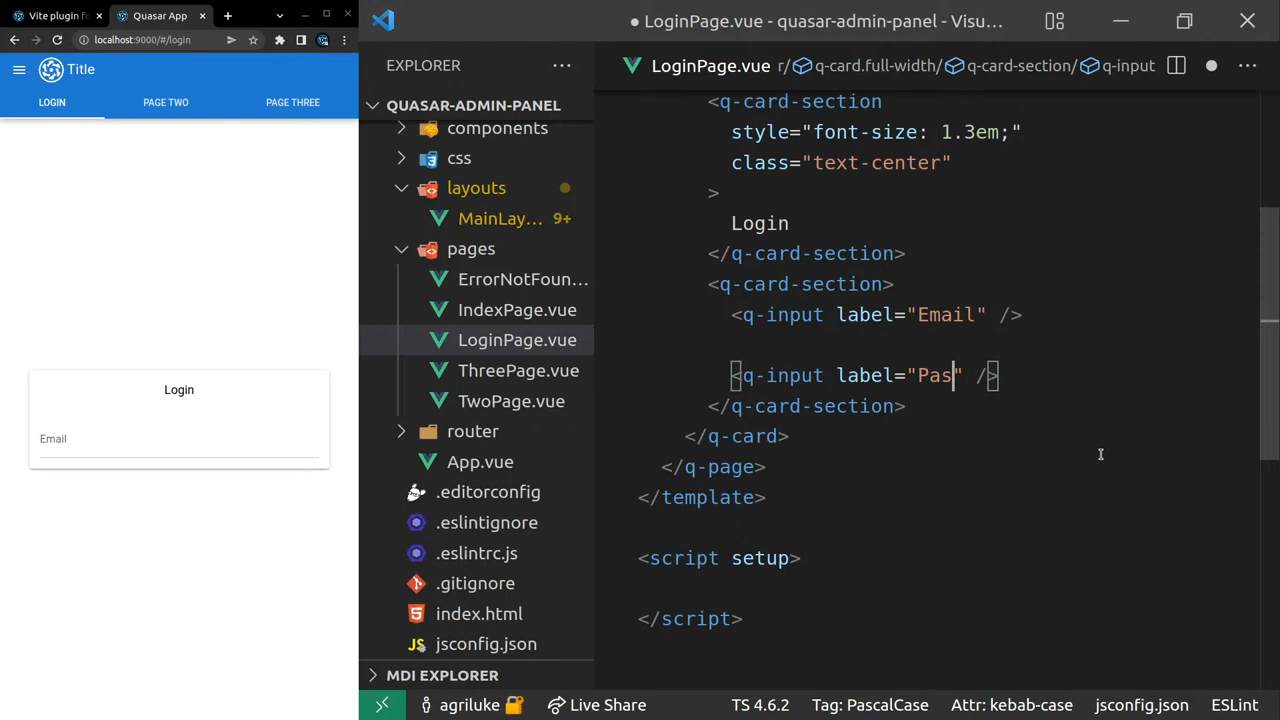 Vite plugin fo
Quasar App
localhost:9000/#/login
Title
LOGIN
PAGE TWO
PAGE THREE
Login
Email
LoginPage.vue - quasar-admin-panel - Visu…
EXPLORER
QUASAR-ADMIN-PANEL
components
css
layouts
MainLay… 9+
pages
ErrorNotFoun…
IndexPage.vue
LoginPage.vue
ThreePage.vue
TwoPage.vue
router
App.vue
.editorconfig
.eslintignore
.eslintrc.js
.gitignore
index.html
JS jsconfig.json
MDI EXPLORER
LoginPage.vue r/ q-card.full-width/ q-card-section/ q-input
<q-card-section
style="font-size: 1.3em;"
class="text-center"
>
Login
</q-card-section>
<q-card-section>
<q-input label="Email" />
<q-input label="Pas" />
</q-card-section>
</q-card>
</q-page>
</template>
<script setup>
</script>
agriluke
Live Share
TS 4.6.2
Tag: PascalCase
Attr: kebab-case
jsconfig.json
ESLint